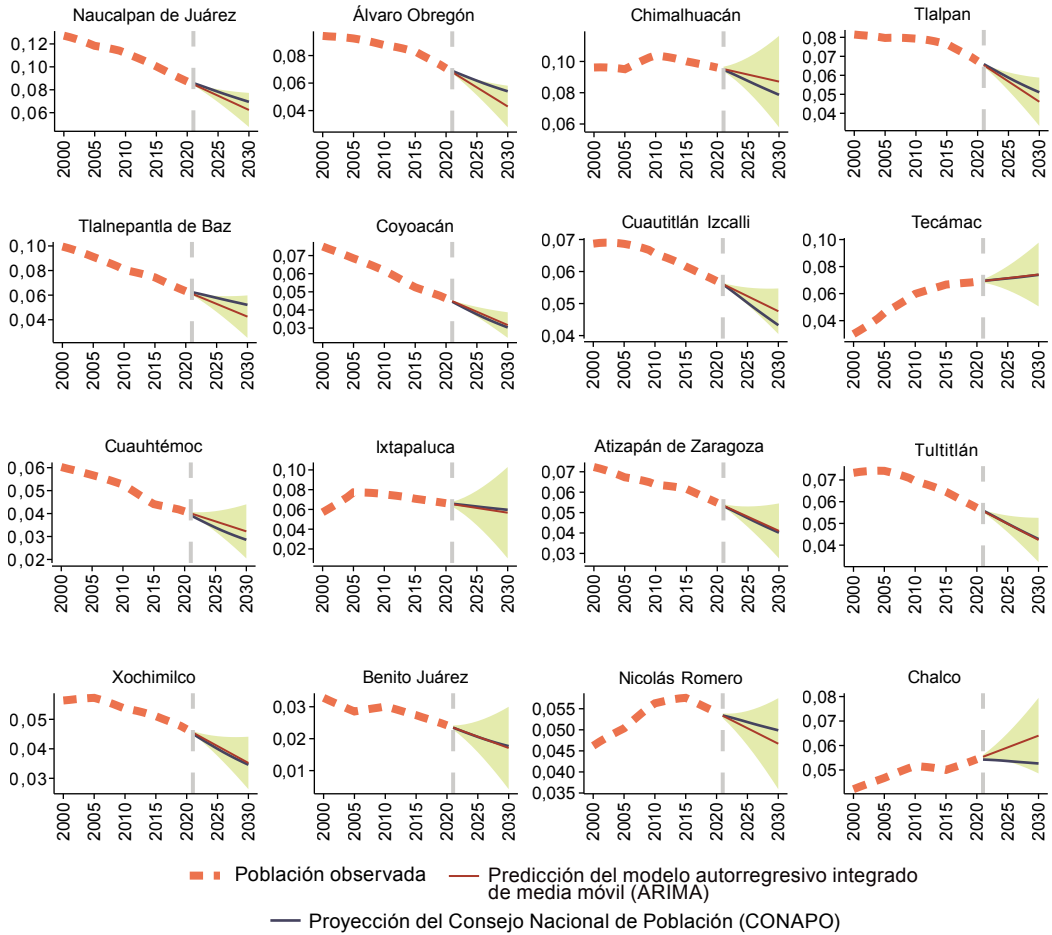 Naucalpan de Juárez
0,12
0,10
0,08
0,06
2000 2005 2010 2015 2020 2025 2030
Álvaro Obregón
0,08
0,06
0,04
2000 2005 2010 2015 2020 2025 2030
Chimalhuacán
0,10
0,08
0,06
2000 2005 2010 2015 2020 2025 2030
Tlalpan
0,08
0,07
0,06
0,05
0,04
2000 2005 2010 2015 2020 2025 2030
Tlalnepantla de Baz
0,10
0,08
0,06
0,04
2000 2005 2010 2015 2020 2025 2030
Coyoacán
0,07
0,05
0,04
0,03
2000 2005 2010 2015 2020 2025 2030
Cuautitlán Izcalli
0,07
0,06
0,05
0,04
2000 2005 2010 2015 2020 2025 2030
Tecámac
0,10
0,08
0,06
0,04
2000 2005 2010 2015 2020 2025 2030
Cuauhtémoc
0,06
0,05
0,04
0,03
0,02
2000 2005 2010 2015 2020 2025 2030
Ixtapaluca
0,10
0,08
0,06
0,02
2000 2005 2010 2015 2020 2025 2030
Atizapán de Zaragoza
0,07
0,06
0,05
0,04
0,03
2000 2005 2010 2015 2020 2025 2030
Tultitlán
0,07
0,05
0,04
2000 2005 2010 2015 2020 2025 2030
Xochimilco
0,05
0,04
0,03
2000 2005 2010 2015 2020 2025 2030
Benito Juárez
0,03
0,02
0,01
2000 2005 2010 2015 2020 2025 2030
Nicolás Romero
0,055
0,050
0,045
0,040
0,035
2000 2005 2010 2015 2020 2025 2030
Chalco
0,08
0,07
0,06
0,05
2000 2005 2010 2015 2020 2025 2030
Población observada
Predicción del modelo autorregresivo integrado
de media móvil (ARIMA)
Proyección del Consejo Nacional de Población (CONAPO)